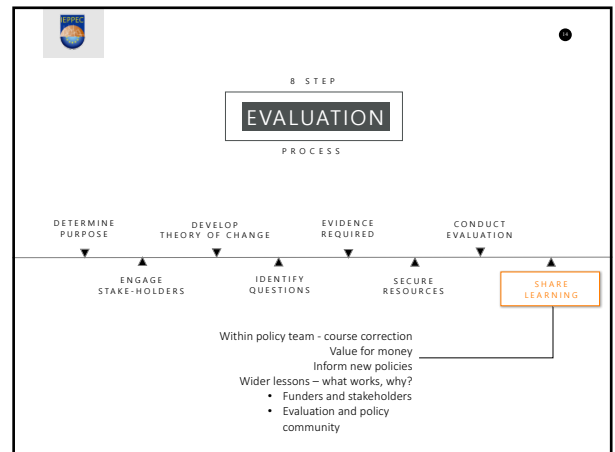 IEPPEC
14
8 STEP
EVALUATION
PROCESS
DETERMINE
PURPOSE
ENGAGE
STAKE-HOLDERS
DEVELOP
THEORY OF CHANGE
IDENTIFY
QUESTIONS
EVIDENCE
REQUIRED
SECURE
RESOURCES
CONDUCT
EVALUATION
SHARE
LEARNING
Within policy team - course correction
Value for money
Inform new policies
Wider lessons – what works, why?
• Funders and stakeholders
• Evaluation and policy
community